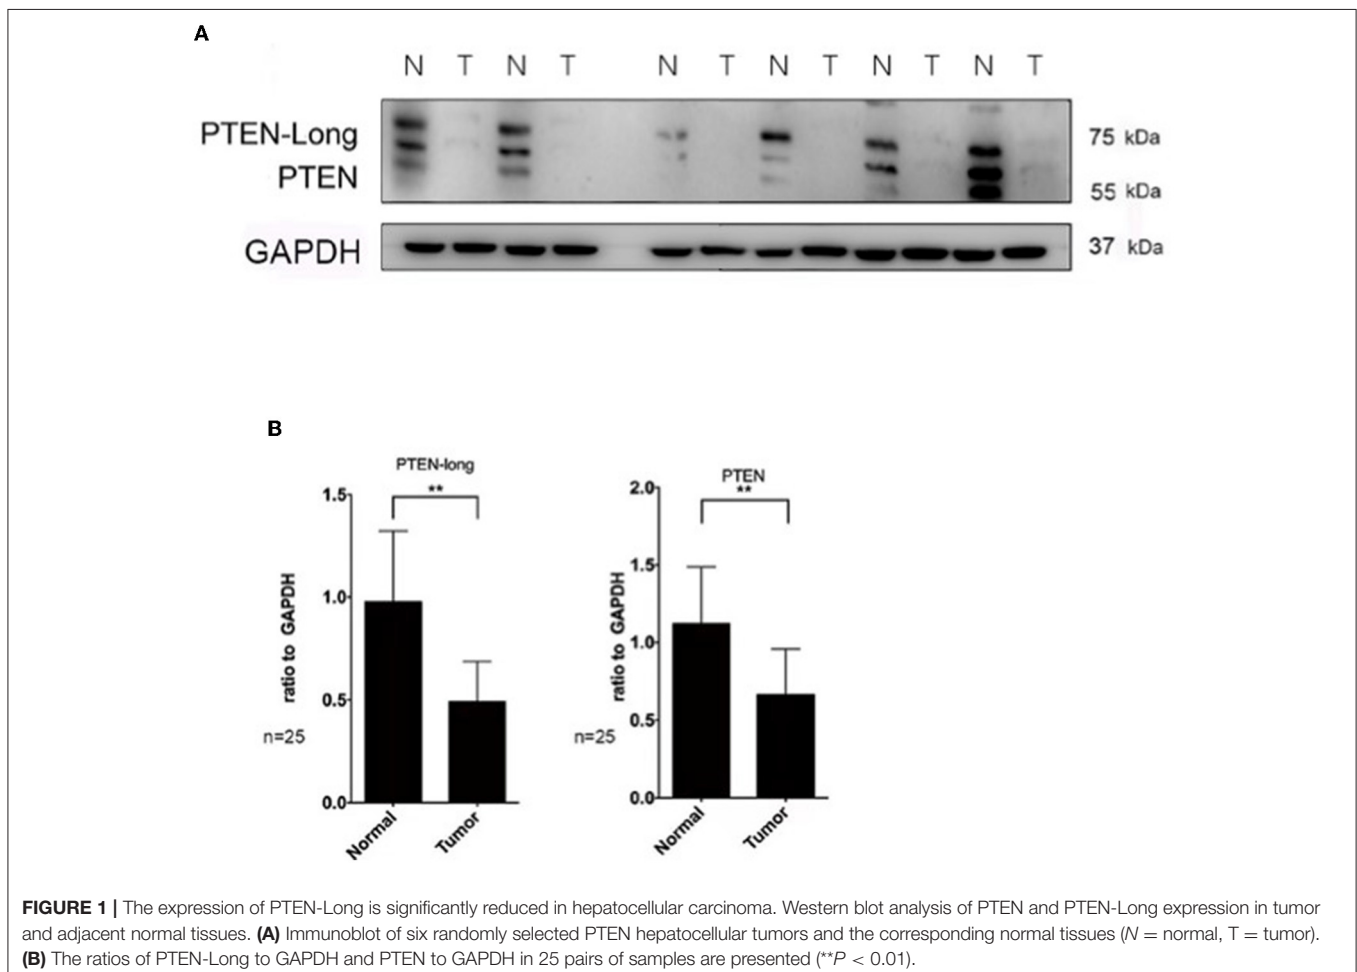 A
N T N T N T N T N T N T
PTEN-Long
75 kDa
PTEN
55 kDa
GAPDH
37 kDa
B
PTEN-long
**
1.5
1.0
0.5
0.0
ratio to GAPDH
n=25
Normal
Tumor
PTEN
**
2.0
1.5
1.0
0.5
0.0
ratio to GAPDH
n=25
Normal
Tumor
FIGURE 1 | The expression of PTEN-Long is significantly reduced in hepatocellular carcinoma. Western blot analysis of PTEN and PTEN-Long expression in tumor
and adjacent normal tissues. (A) Immunoblot of six randomly selected PTEN hepatocellular tumors and the corresponding normal tissues (N = normal, T = tumor).
(B) The ratios of PTEN-Long to GAPDH and PTEN to GAPDH in 25 pairs of samples are presented (**P < 0.01).